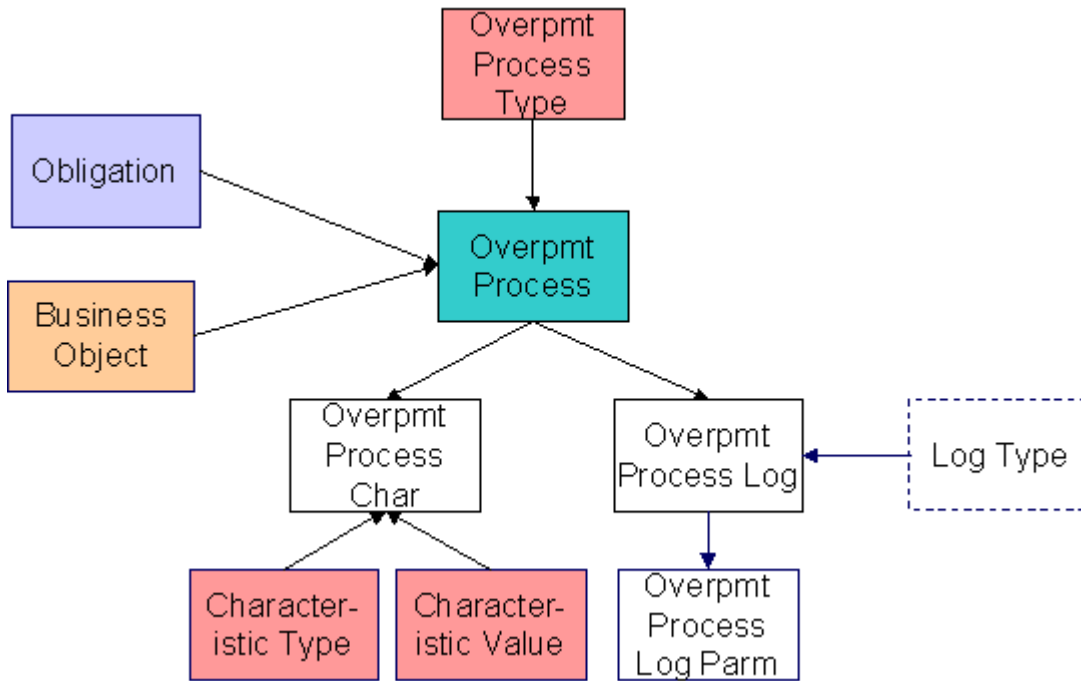 Overpmt
Process
Type
Obligation
Overpmt
Process
Business
Object
Overpmt
Process
Char
Overpmt
Process Log
Log Type
Character-
istic Type
Character-
istic Value
Overpmt
Process
Log Parm